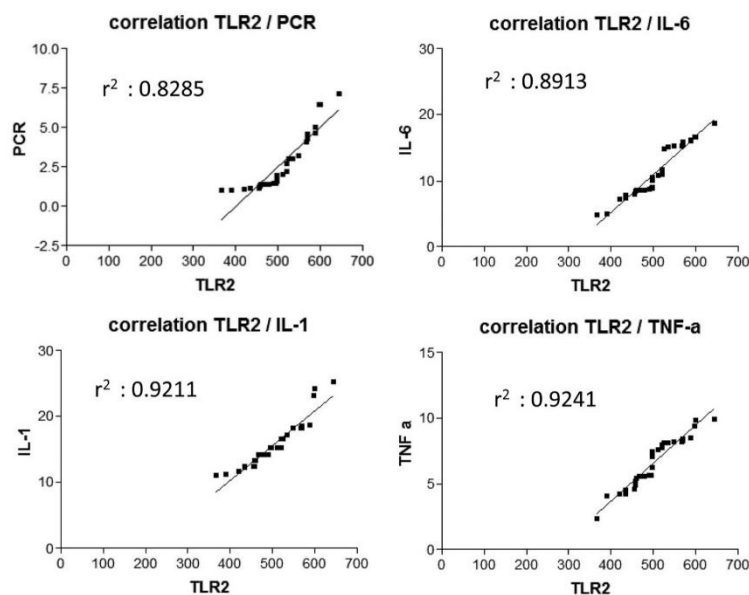 correlation TLR2 / PCR
r² : 0.8285
PCR
10.0
7.5
5.0
2.5
0.0
-2.5
0 100 200 300 400 500 600 700
TLR2
correlation TLR2 / IL-6
r² : 0.8913
IL-6
30
20
10
0
0 100 200 300 400 500 600 700
TLR2
correlation TLR2 / IL-1
r² : 0.9211
IL-1
30
20
10
0
0 100 200 300 400 500 600 700
TLR2
correlation TLR2 / TNF-a
r² : 0.9241
TNF a
15
10
5
0
0 100 200 300 400 500 600 700
TLR2